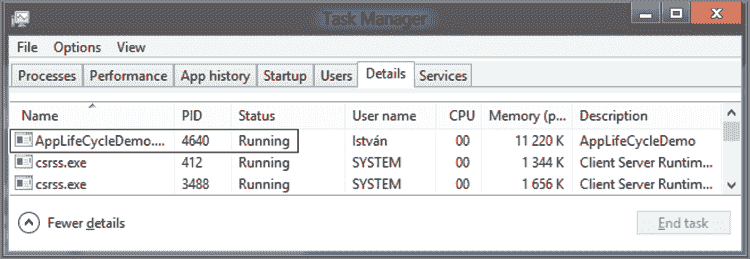 Task Manager
File Options View
Processes Performance App history Startup Users Details Services
Name PID Status User name CPU Memory (p... Description
AppLifeCycleDemo.... 4640 Running István 00 11 220 K AppLifeCycleDemo
csrss.exe 412 Running SYSTEM 00 1 344 K Client Server Runtim...
csrss.exe 3488 Running SYSTEM 00 1 656 K Client Server Runtim...
Fewer details End task